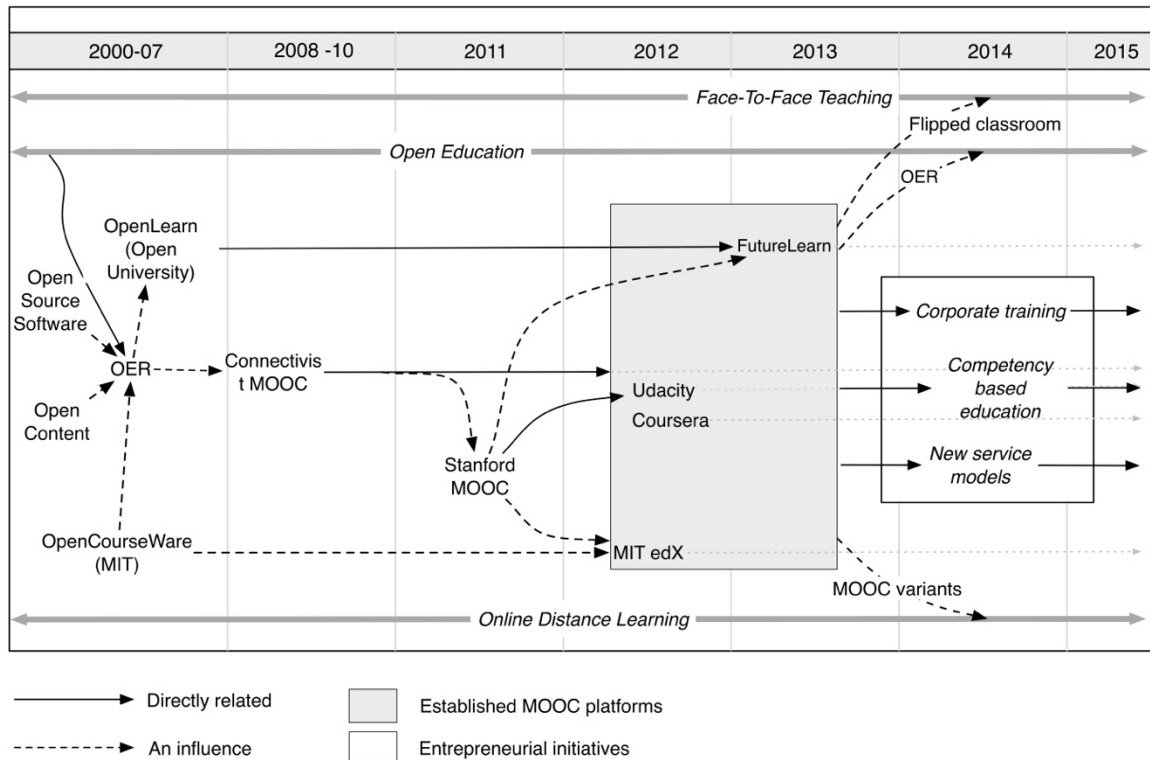 2000-07
2008 -10
2011
2012
2013
2014
2015
Face-To-Face Teaching
Flipped classroom
Open Education
OER
OpenLearn
(Open
University)
FutureLearn
Open
Source
Software
Corporate training
OER
Connectivis
t MOOC
Udacity
Coursera
Competency
based
education
Open
Content
Stanford
MOOC
New service
models
OpenCourseWare
(MIT)
MIT edX
MOOC variants
Online Distance Learning
Directly related
Established MOOC platforms
An influence
Entrepreneurial initiatives